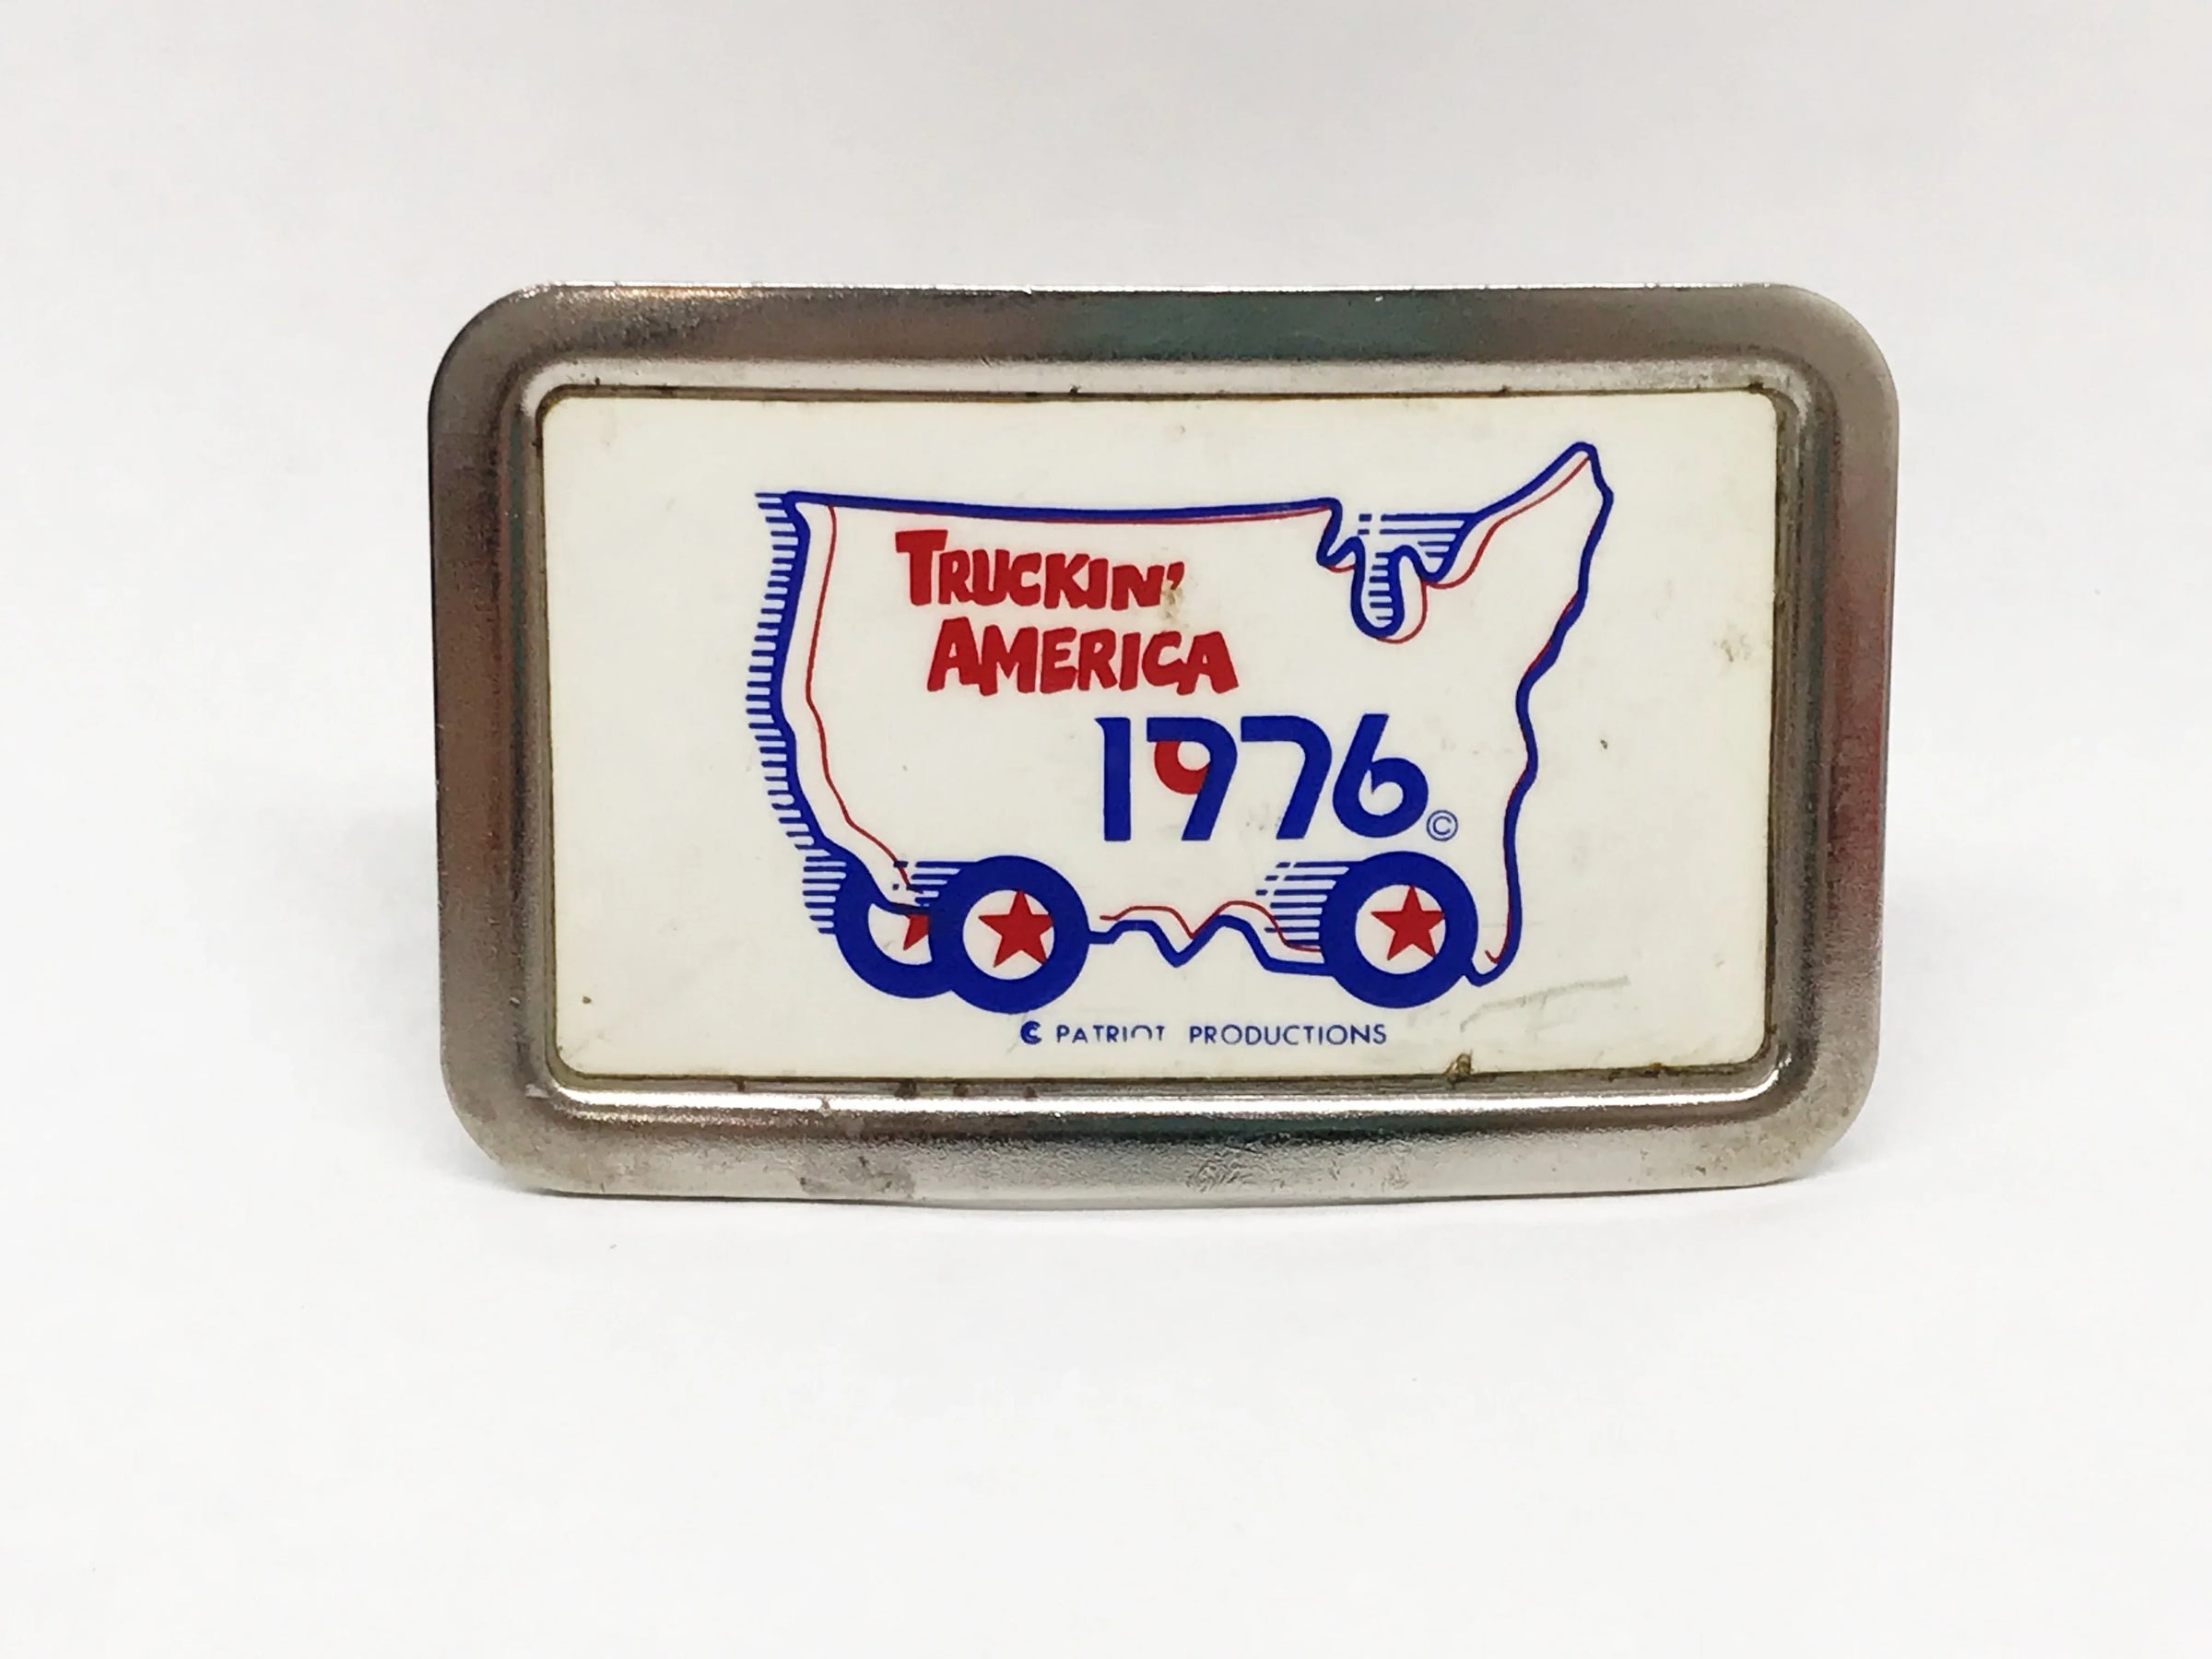 TRUCKIN'
AMERICA
1976©
© PATRIOT PRODUCTIONS